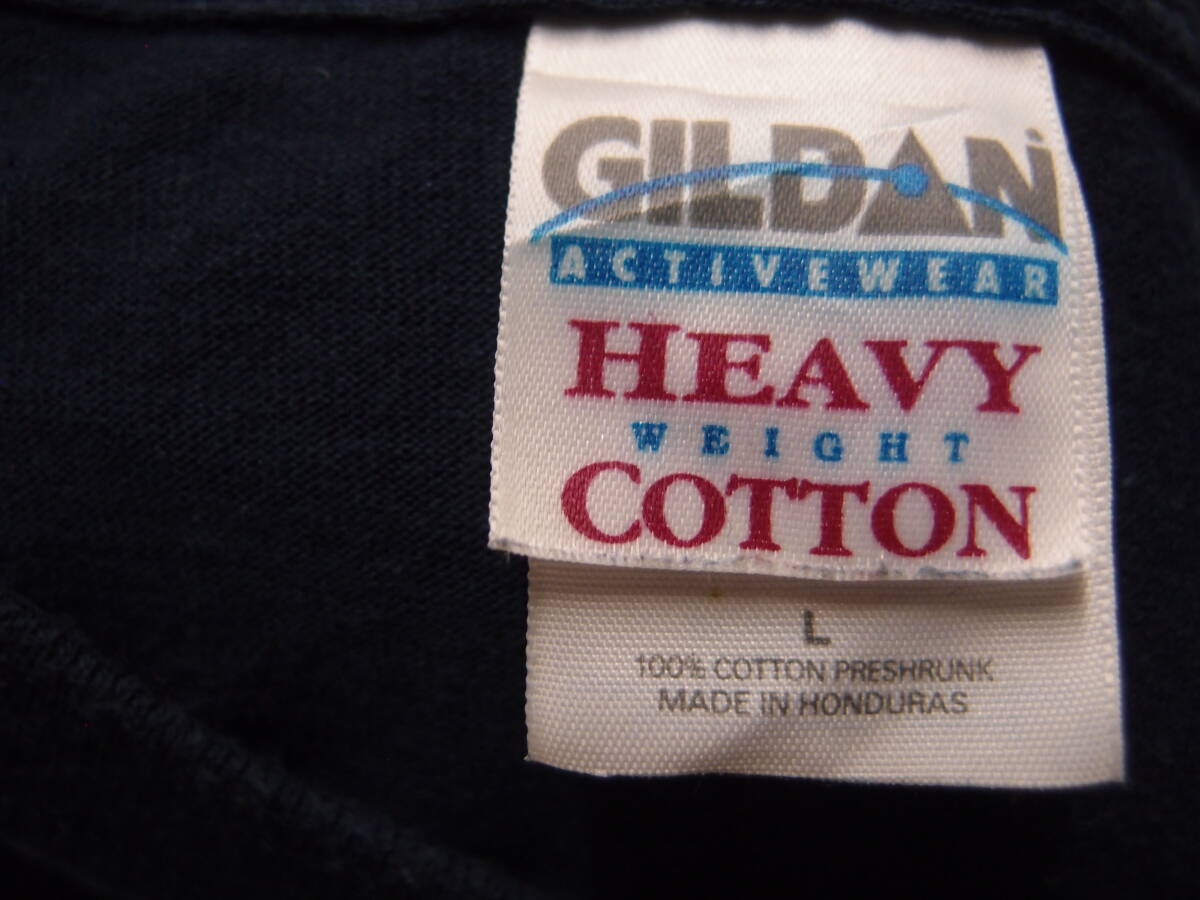 GILDAN
ACTIVEWEAR
HEAVY
WEIGHT
COTTON
L
100% COTTON PRESHRUNK
MADE IN HONDURAS